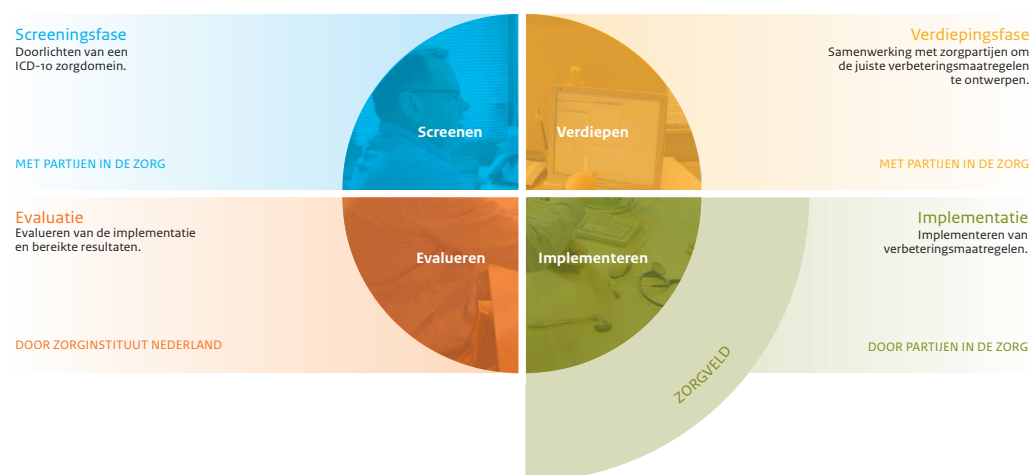 Screeningsfase
Doorlichten van een
ICD-10 zorgdomein.
MET PARTIJEN IN DE ZORG
Screenen
Verdiepen
Verdiepingsfase
Samenwerking met zorgpartijen om
de juiste verbeteringsmaatregelen
te ontwerpen.
MET PARTIJEN IN DE ZORG
Evaluatie
Evalueren van de implementatie
en bereikte resultaten.
DOOR ZORGINSTITUUT NEDERLAND
Evalueren
Implementeren
Implementatie
Implementeren van
verbeteringsmaatregelen.
DOOR PARTIJEN IN DE ZORG
ZORGVELD